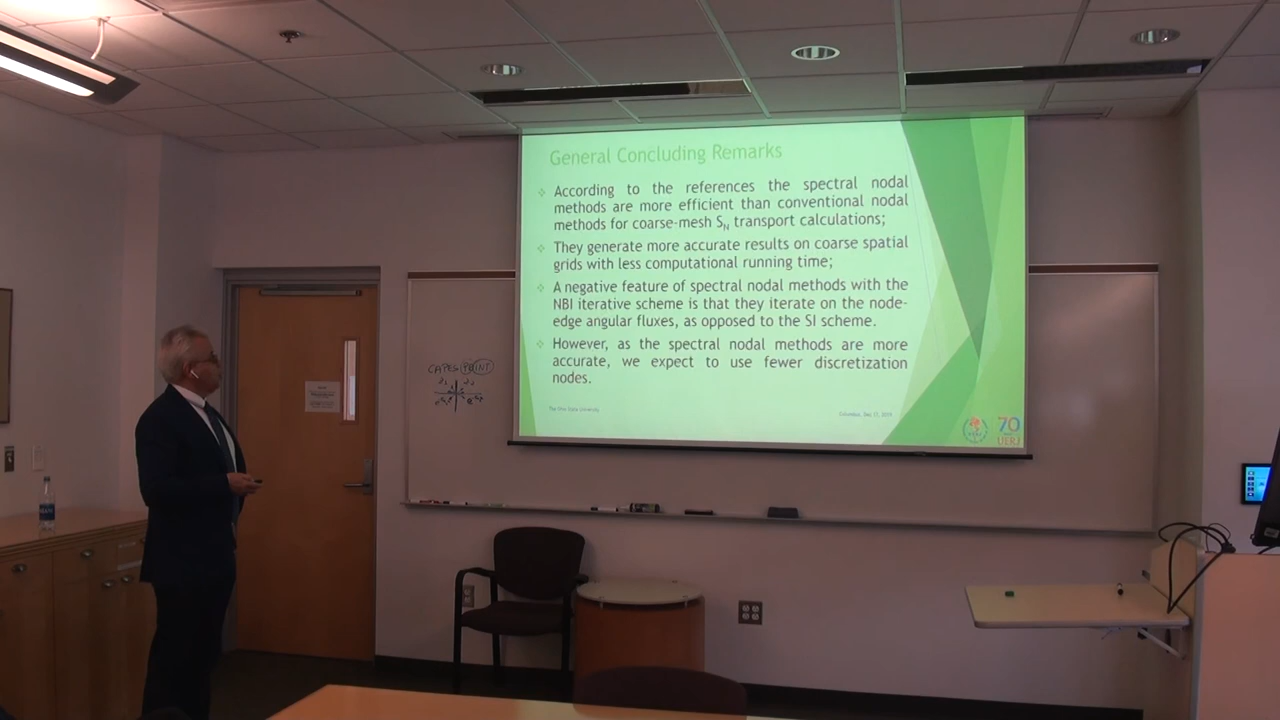 General Concluding Remarks
According to the references the spectral nodal
methods are more efficient than conventional nodal
methods for coarse-mesh SN transport calculations;
They generate more accurate results on coarse spatial
grids with less computational running time;
A negative feature of spectral nodal methods with the
NBI iterative scheme is that they iterate on the node-
edge angular fluxes, as opposed to the SI scheme.
However, as the spectral nodal methods are more
accurate, we expect to use fewer discretization
nodes.
The Ohio State University
70
UERJ
CAPES PRINT